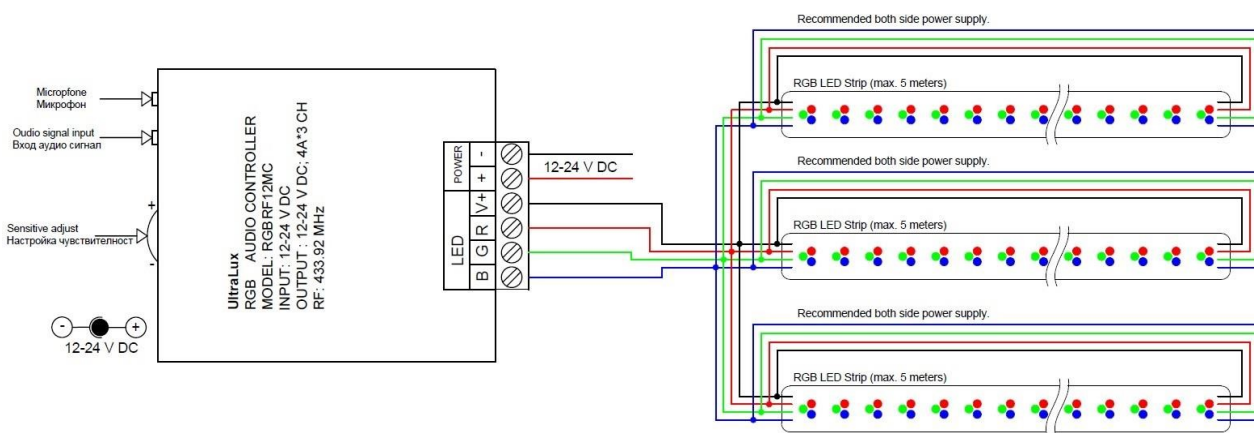 Micropfone
Микрофон
Oudio signal input
Вход аудио сигнал
+
Sensitive adjust
Настройка чувствителност
-
- +
12-24 V DC
UltraLux
RGB AUDIO CONTROLLER
MODEL: RGBRF12MC
INPUT: 12-24 V DC
OUTPUT : 12-24 V DC; 4A*3 CH
RF: 433.92 MHz
POWER
- 
+
LED
V+
R
G
B
12-24 V DC
Recommended both side power supply.
RGB LED Strip (max. 5 meters)
Recommended both side power supply.
RGB LED Strip (max. 5 meters)
Recommended both side power supply.
RGB LED Strip (max. 5 meters)